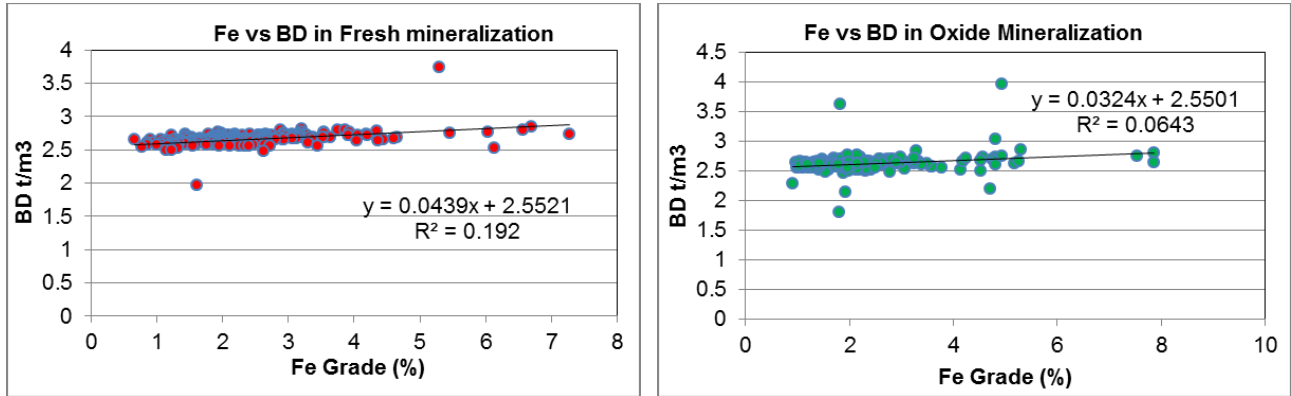 Fe vs BD in Fresh mineralization
4
3.5
3
2.5
2
1.5
1
0.5
0
BD t/m3
y = 0.0439x + 2.5521
R² = 0.192
0 1 2 3 4 5 6 7 8
Fe Grade (%)
Fe vs BD in Oxide Mineralization
4.5
4
3.5
3
2.5
2
1.5
1
0.5
0
BD t/m3
y = 0.0324x + 2.5501
R² = 0.0643
0 2 4 6 8 10
Fe Grade (%)